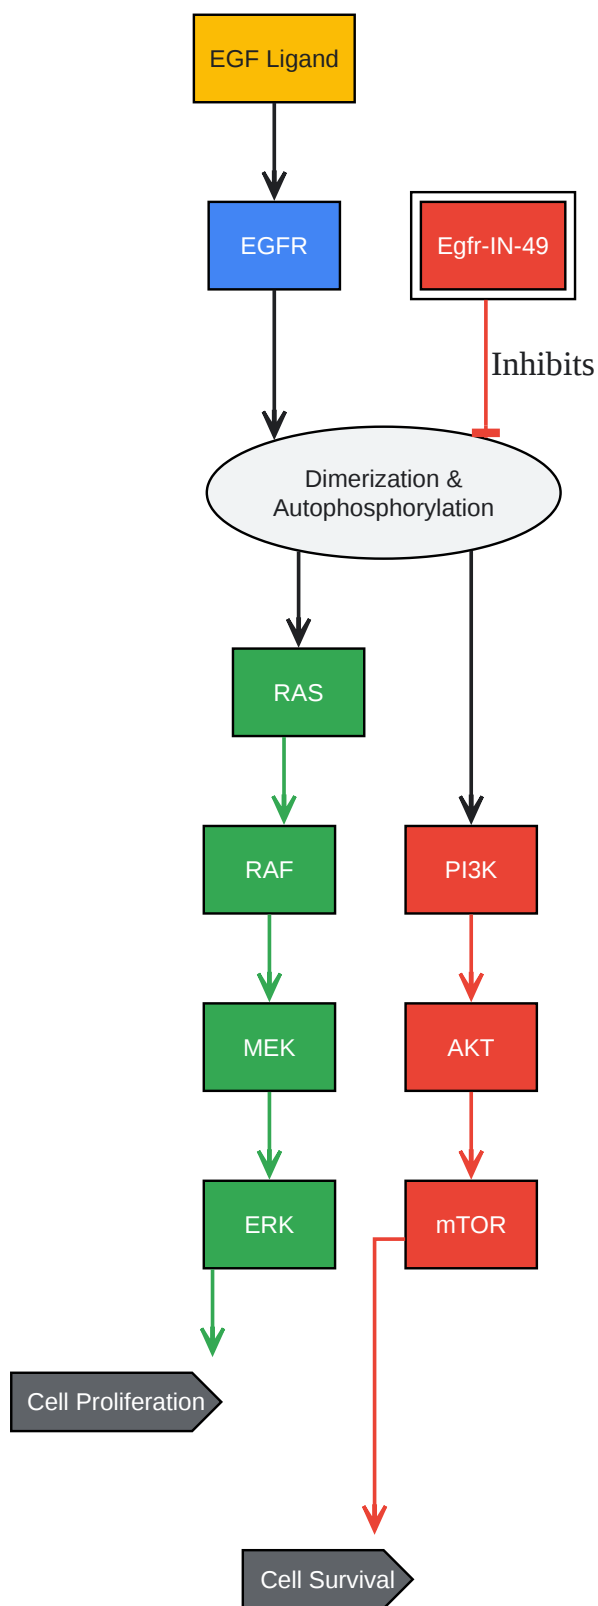 EGF Ligand
EGFR
Egfr-IN-49
Inhibits
Dimerization &
Autophosphorylation
RAS
RAF
PI3K
MEK
AKT
ERK
mTOR
Cell Proliferation
Cell Survival